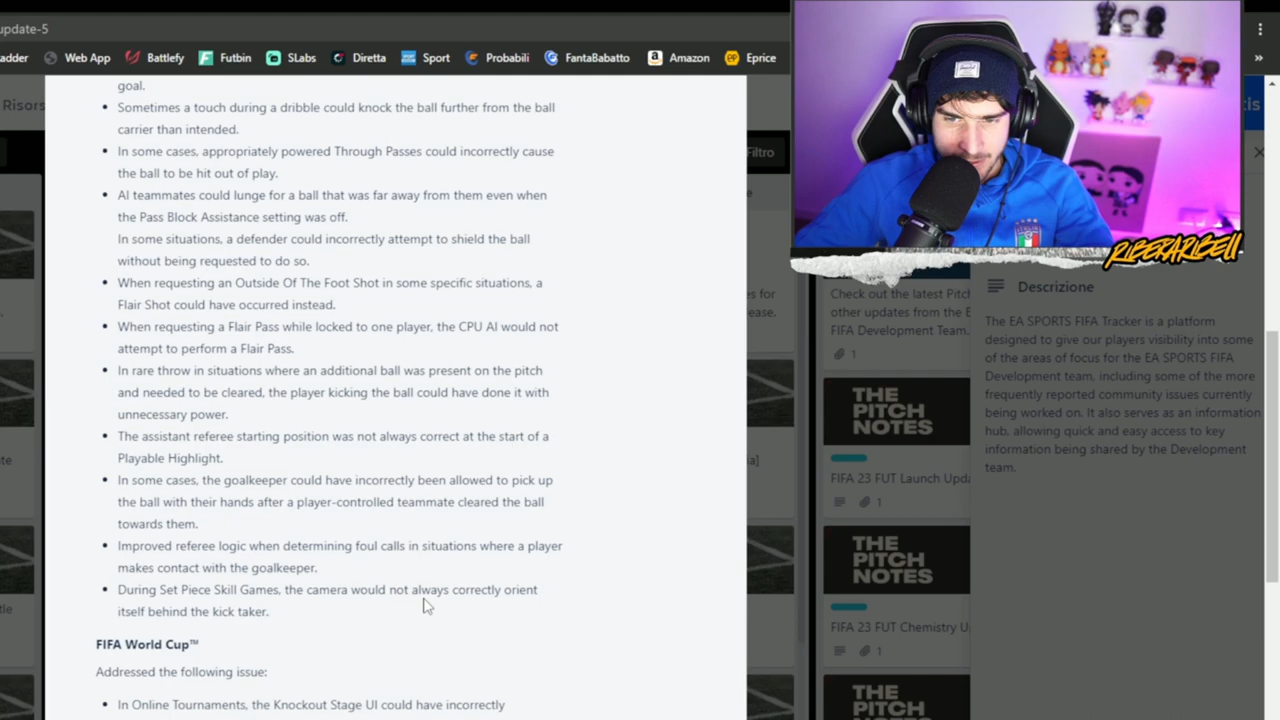 update-5
adder
Web App
Battlefy
Futbin
SLabs
Diretta
Sport
Probabili
FantaBabatto
Amazon
Eprice
»
Risors
goal.
Sometimes a touch during a dribble could knock the ball further from the ball
carrier than intended.
In some cases, appropriately powered Through Passes could incorrectly cause
the ball to be hit out of play.
AI teammates could lunge for a ball that was far away from them even when
the Pass Block Assistance setting was off.
In some situations, a defender could incorrectly attempt to shield the ball
without being requested to do so.
When requesting an Outside Of The Foot Shot in some specific situations, a
Flair Shot could have occurred instead.
When requesting a Flair Pass while locked to one player, the CPU AI would not
attempt to perform a Flair Pass.
In rare throw in situations where an additional ball was present on the pitch
and needed to be cleared, the player kicking the ball could have done it with
unnecessary power.
The assistant referee starting position was not always correct at the start of a
Playable Highlight.
In some cases, the goalkeeper could have incorrectly been allowed to pick up
the ball with their hands after a player-controlled teammate cleared the ball
towards them.
Improved referee logic when determining foul calls in situations where a player
makes contact with the goalkeeper.
During Set Piece Skill Games, the camera would not always correctly orient
itself behind the kick taker.
FIFA World Cup™
Addressed the following issue:
In Online Tournaments, the Knockout Stage UI could have incorrectly
Filtro
es for
ease.
a]
Check out the latest Pitch
other updates from the E
FIFA Development Team.
1
THE
PITCH
NOTES
FIFA 23 FUT Launch Upda
1
THE
PITCH
NOTES
FIFA 23 FUT Chemistry U
1
THE
PITCH
RIBERARIBELL
Descrizione
The EA SPORTS FIFA Tracker is a platform
designed to give our players visibility into some
of the areas of focus for the EA SPORTS FIFA
Development team, including some of the more
frequently reported community issues currently
being worked on. It also serves as an information
hub, allowing quick and easy access to key
information being shared by the Development
team.